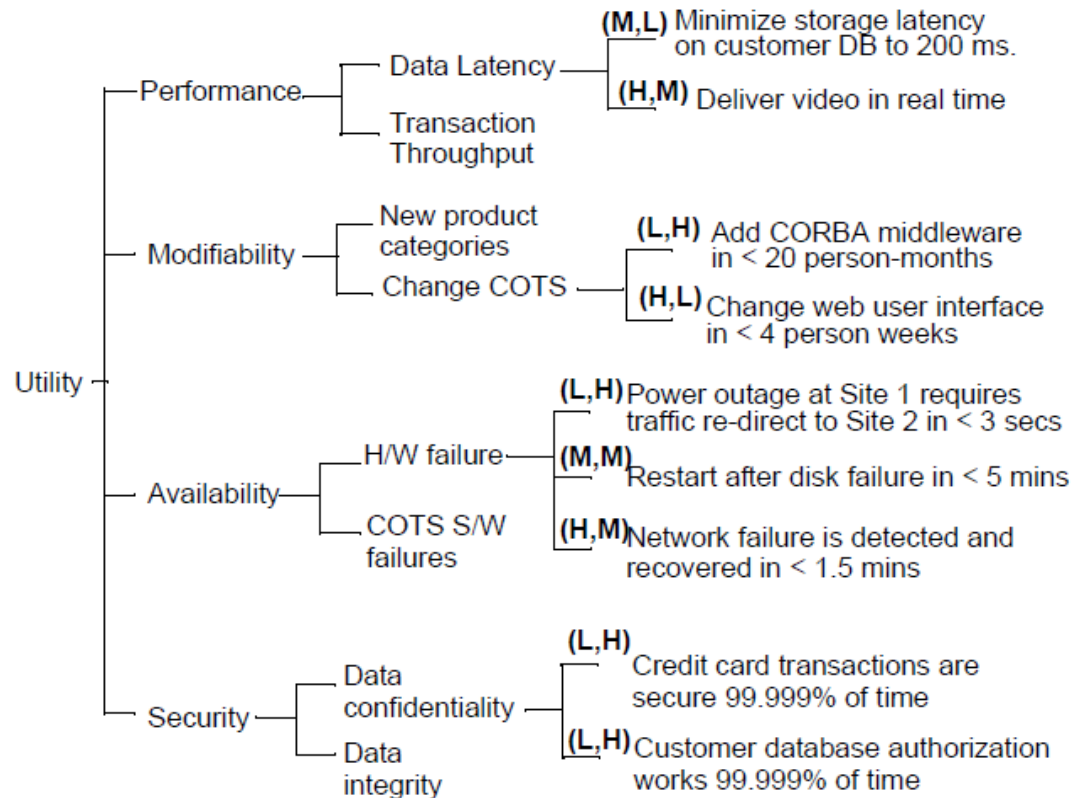 Utility
Performance
Data Latency
(M,L) Minimize storage latency
on customer DB to 200 ms.
(H,M) Deliver video in real time
Transaction
Throughput
Modifiability
New product
categories
Change COTS
(L,H) Add CORBA middleware
in < 20 person-months
(H,L) Change web user interface
in < 4 person weeks
Availability
H/W failure
(L,H) Power outage at Site 1 requires
traffic re-direct to Site 2 in < 3 secs
(M,M) Restart after disk failure in < 5 mins
(H,M) Network failure is detected and
recovered in < 1.5 mins
COTS S/W
failures
Security
Data
confidentiality
(L,H) Credit card transactions are
secure 99.999% of time
(L,H) Customer database authorization
works 99.999% of time
Data
integrity